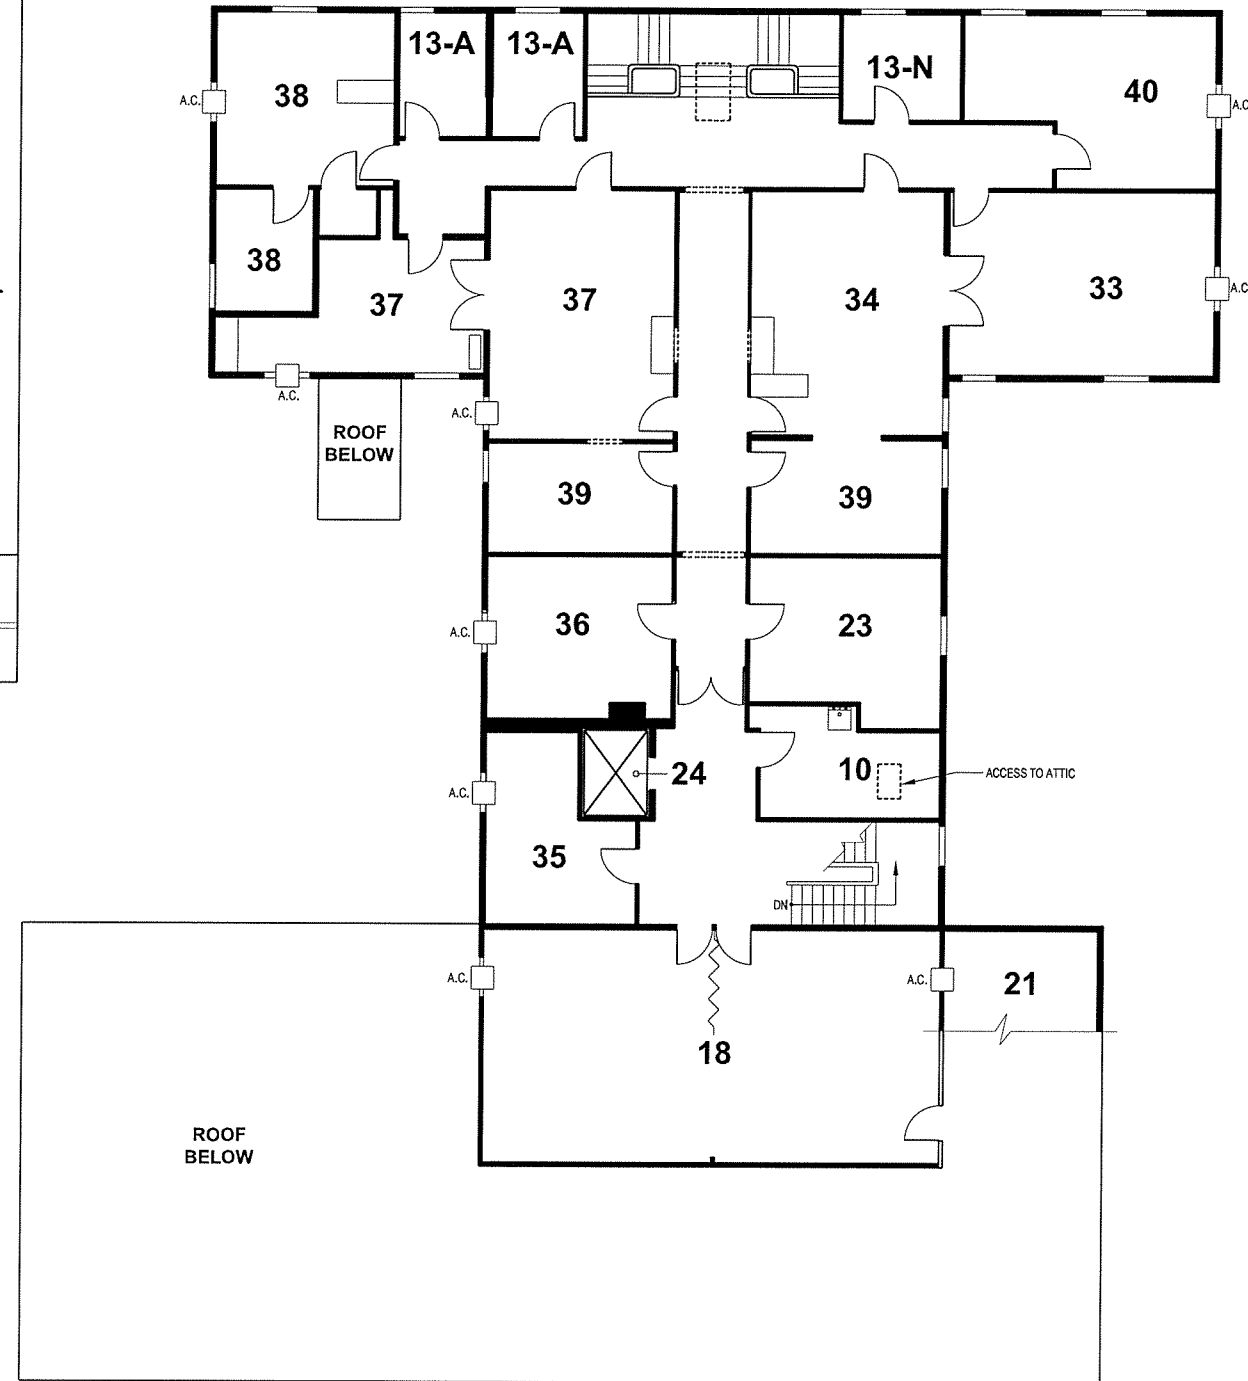 13-A
13-A
13-N
38
40
A.C.
A.C.
38
37
37
34
33
A.C.
A.C.
A.C.
ROOF
BELOW
39
39
A.C.
36
23
A.C.
24
10
ACCESS TO ATTIC
35
DN
A.C.
A.C.
21
18
ROOF
BELOW